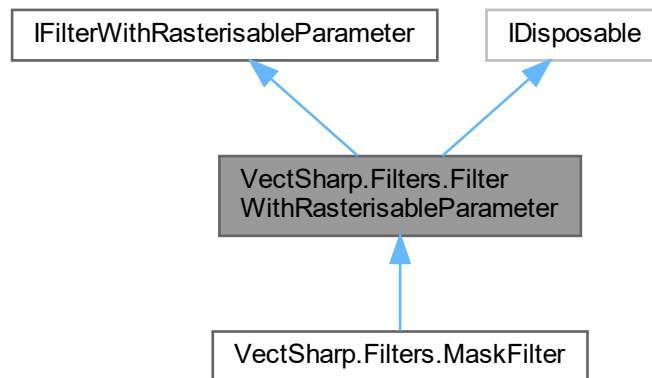 IFilterWithRasterisableParameter
IDisposable
VectSharp.Filters.Filter
WithRasterisableParameter
VectSharp.Filters.MaskFilter